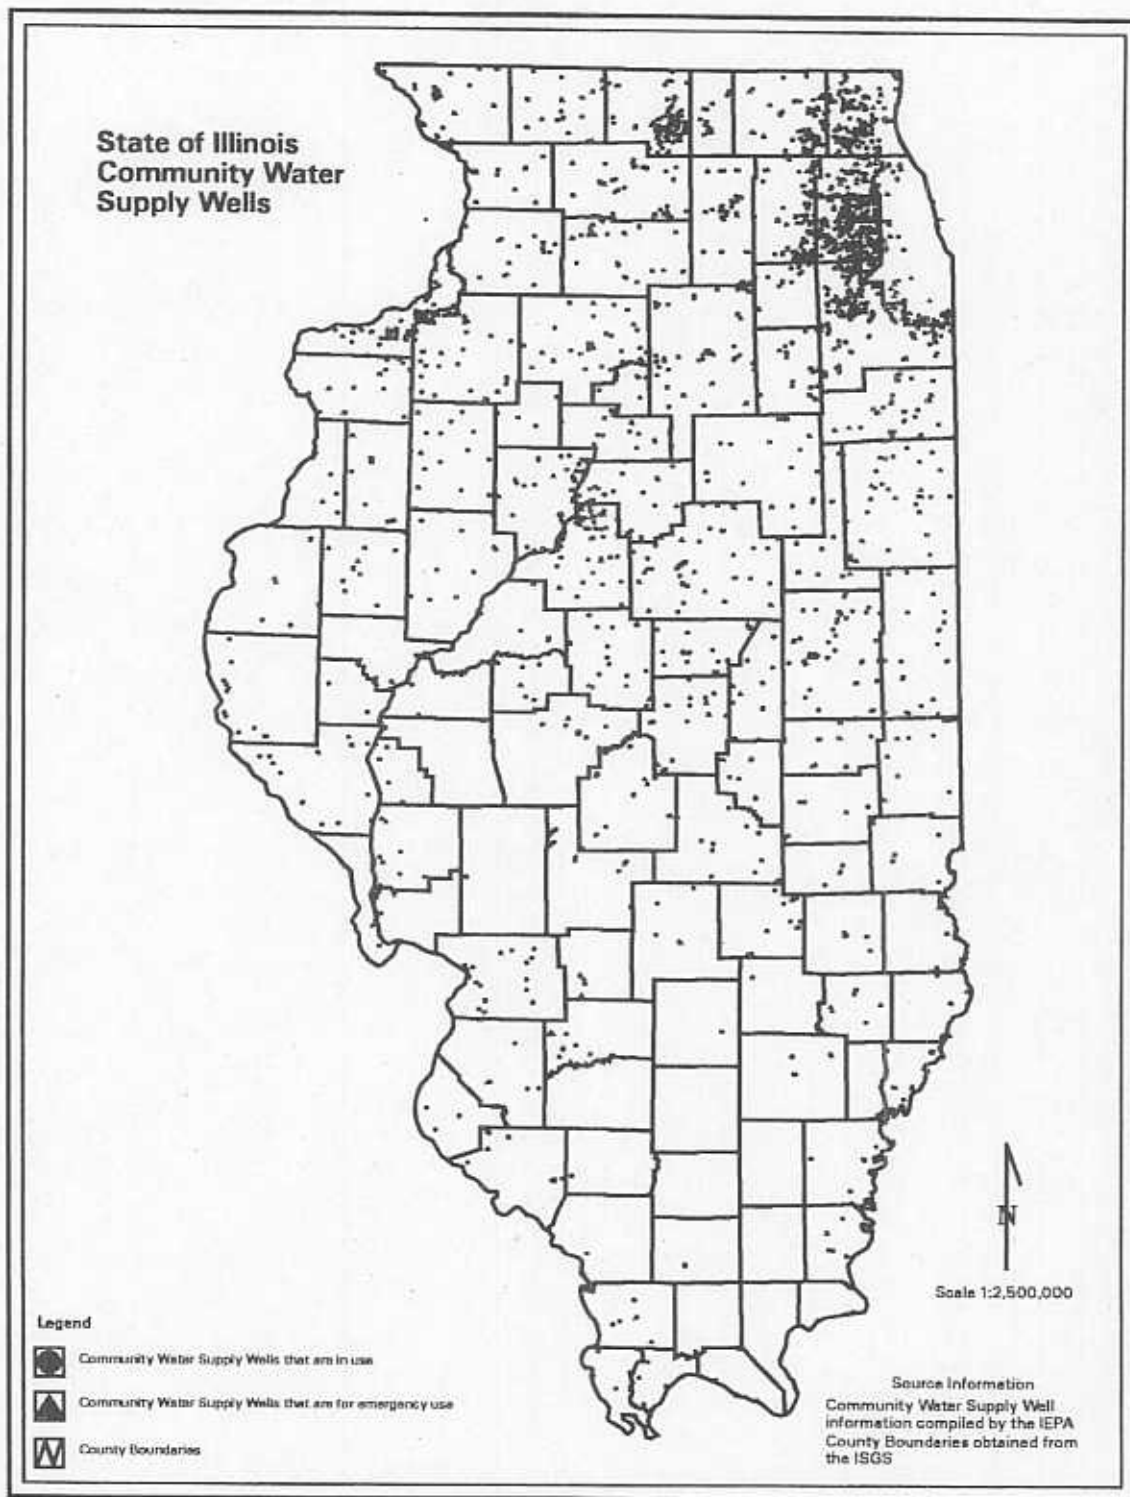 State of Illinois
Community Water
Supply Wells
N
Scale 1:2,500,000
Legend
Community Water Supply Wells that are in use
Community Water Supply Wells that are for emergency use
County Boundaries
Source Information
Community Water Supply Well
information compiled by the IEPA
County Boundaries obtained from
the ISGS